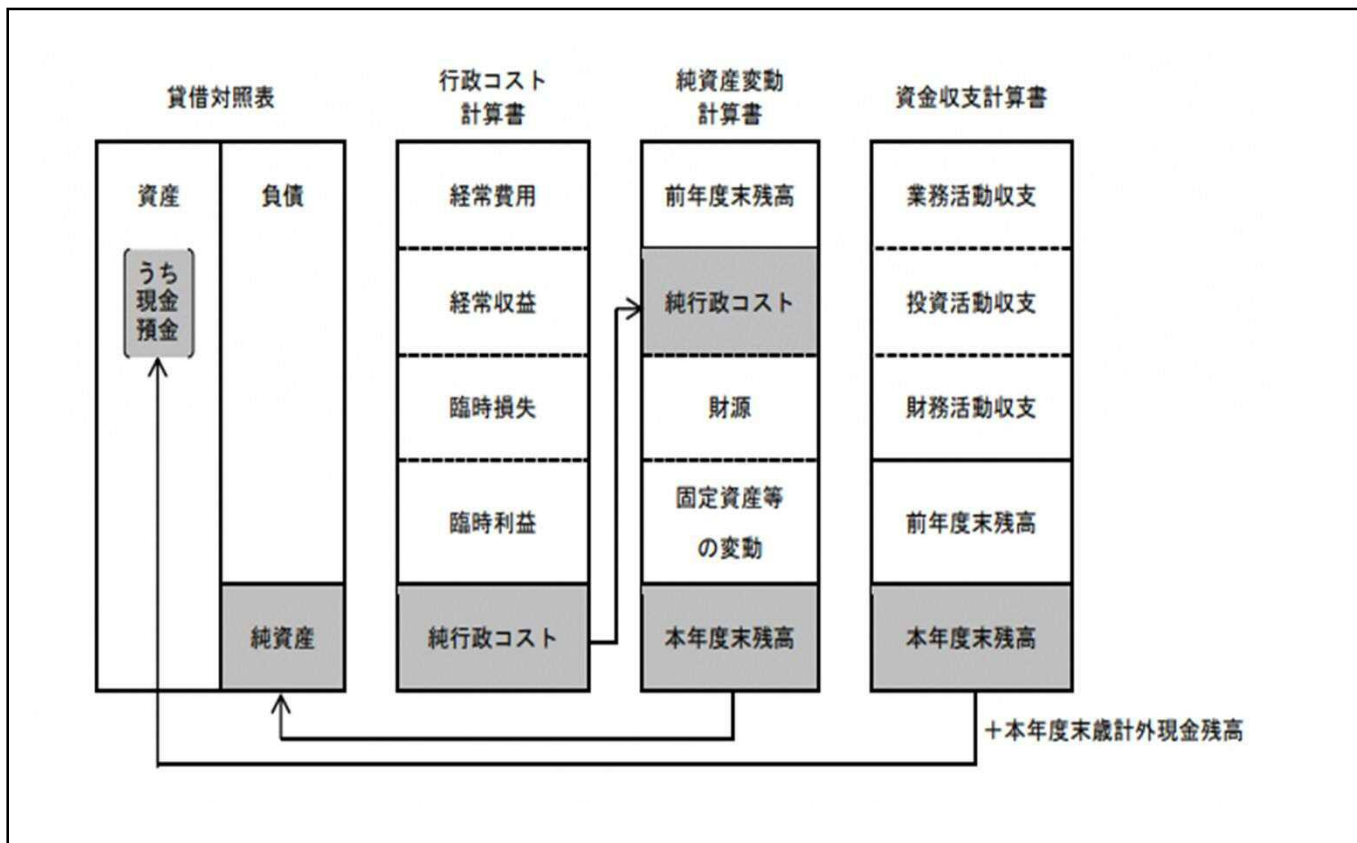 貸借対照表
資産
うち
現金
預金
負債
純資産
行政コスト
計算書
経常費用
経常収益
臨時損失
臨時利益
純行政コスト
純資産変動
計算書
前年度末残高
純行政コスト
財源
固定資産等
の変動
本年度末残高
資金収支計算書
業務活動収支
投資活動収支
財務活動収支
前年度末残高
本年度末残高
＋本年度末歳計外現金残高